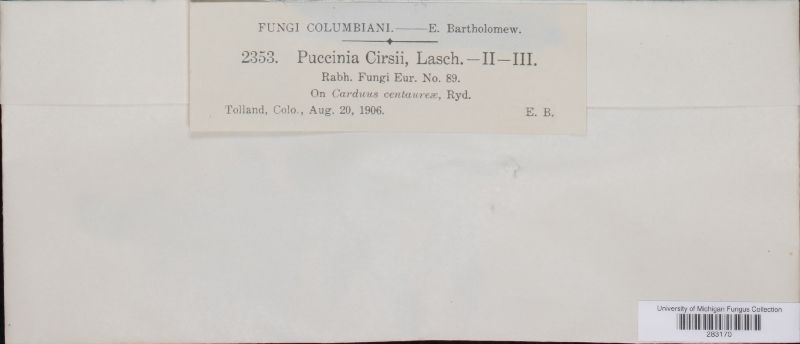 FUNGI COLUMBIANI.——E. Bartholomew.
2353. Puccinia Cirsii, Lasch.—II—III.
Rabh. Fungi Eur. No. 89.
On Carduus centaureæ, Ryd.
Tolland, Colo., Aug. 20, 1906. E. B.
University of Michigan Fungus Collection
283170